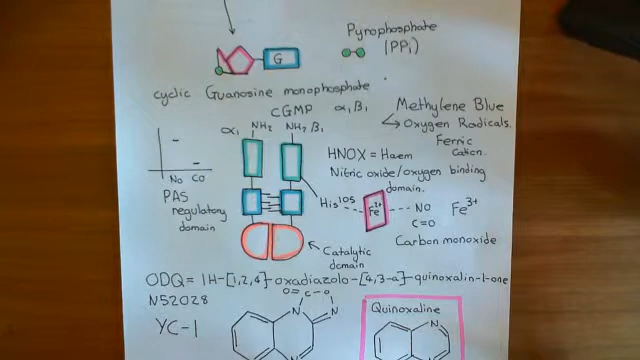 Pyrophosphate
(PPi)
G
cyclic Guanosine monophosphate
cGMP α1 β1
α1 NH2 NH2 β1
Methylene Blue
Oxygen Radicals.
Ferric
Cation.
HNOX = Haem
Nitric oxide/oxygen binding
domain.
No Co
PAS
regulatory
domain
His105
Fe2+
NO
C=O
Fe3+
Carbon monoxide
Catalytic
domain
ODQ = 1H-[1,2,4]-oxadiazolo-[4,3-a]-quinoxalin-1-one
NS2028
YC-1
O=C-O
N
N
Quinoxaline
N